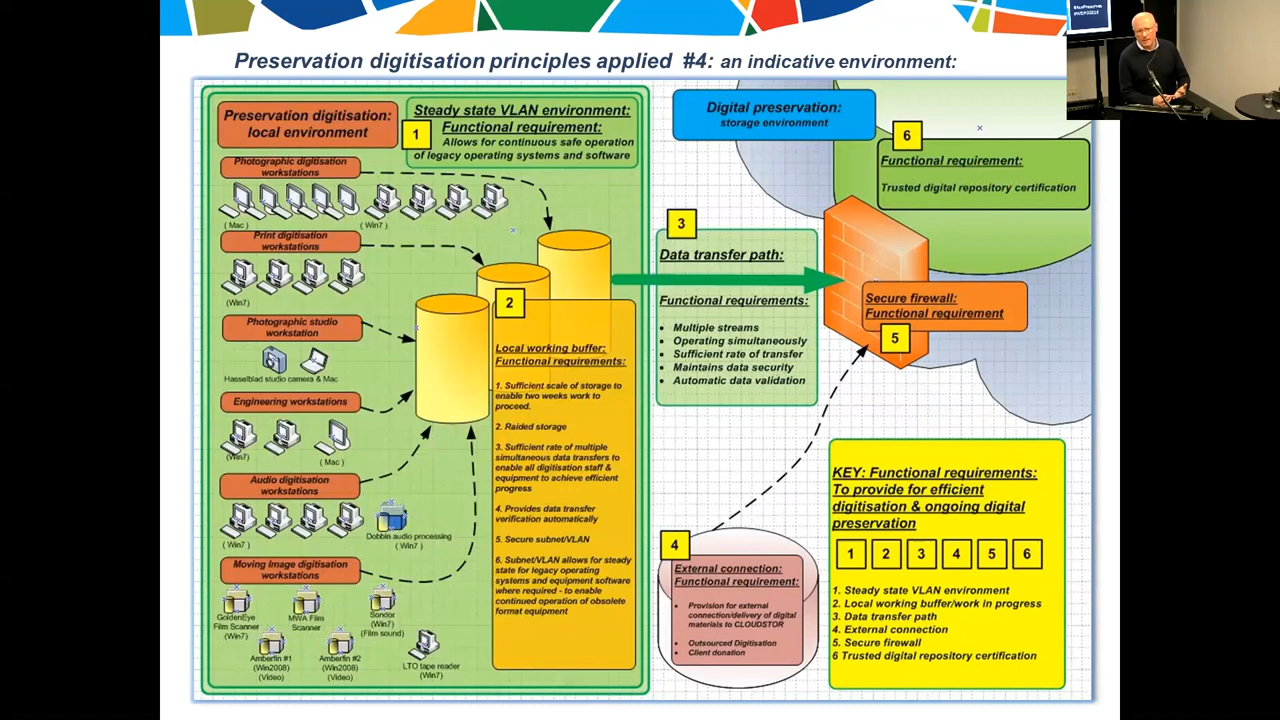 Preservation digitisation principles applied #4: an indicative environment:
Preservation digitisation:
local environment
1
Steady state VLAN environment:
Functional requirement:
Allows for continuous safe operation
of legacy operating systems and software
Photographic digitisation
workstations
( Mac )
( Win7 )
Print digitisation
workstations
(Win7)
Photographic studio
workstation
Hasselblad studio camera & Mac
Engineering workstations
(Win7)
( Mac )
Audio digitisation
workstations
( Win7 )
Dobbin audio processing
( Win7 )
Moving Image digitisation
workstations
GoldenEye
Film Scanner
(Win7)
MWA Film
Scanner
Sondor
(Win7)
(Film sound)
Amberfin #1
(Win2008)
(Video)
Amberfin #2
(Win2008)
(Video)
LTO tape reader
(Win7)
2
Local working buffer:
Functional requirements:
1. Sufficient scale of storage to
enable two weeks work to
proceed.
2. Raided storage
3. Sufficient rate of multiple
simultaneous data transfers to
enable all digitisation staff &
equipment to achieve efficient
progress
4. Provides data transfer
verification automatically
5. Secure subnet/VLAN
6. Subnet/VLAN allows for steady
state for legacy operating
systems and equipment software
where required - to enable
continued operation of obsolete
format equipment
Digital preservation:
storage environment
3
Data transfer path:
Functional requirements:
• Multiple streams
• Operating simultaneously
• Sufficient rate of transfer
• Maintains data security
• Automatic data validation
6
Functional requirement:
Trusted digital repository certification
Secure firewall:
Functional requirement
5
4
External connection:
Functional requirement:
• Provision for external
connection/delivery of digital
materials to CLOUDSTOR
• Outsourced Digitisation
• Client donation
KEY: Functional requirements:
To provide for efficient
digitisation & ongoing digital
preservation
1 2 3 4 5 6
1. Steady state VLAN environment
2. Local working buffer/work in progress
3. Data transfer path
4. External connection
5. Secure firewall
6 Trusted digital repository certification